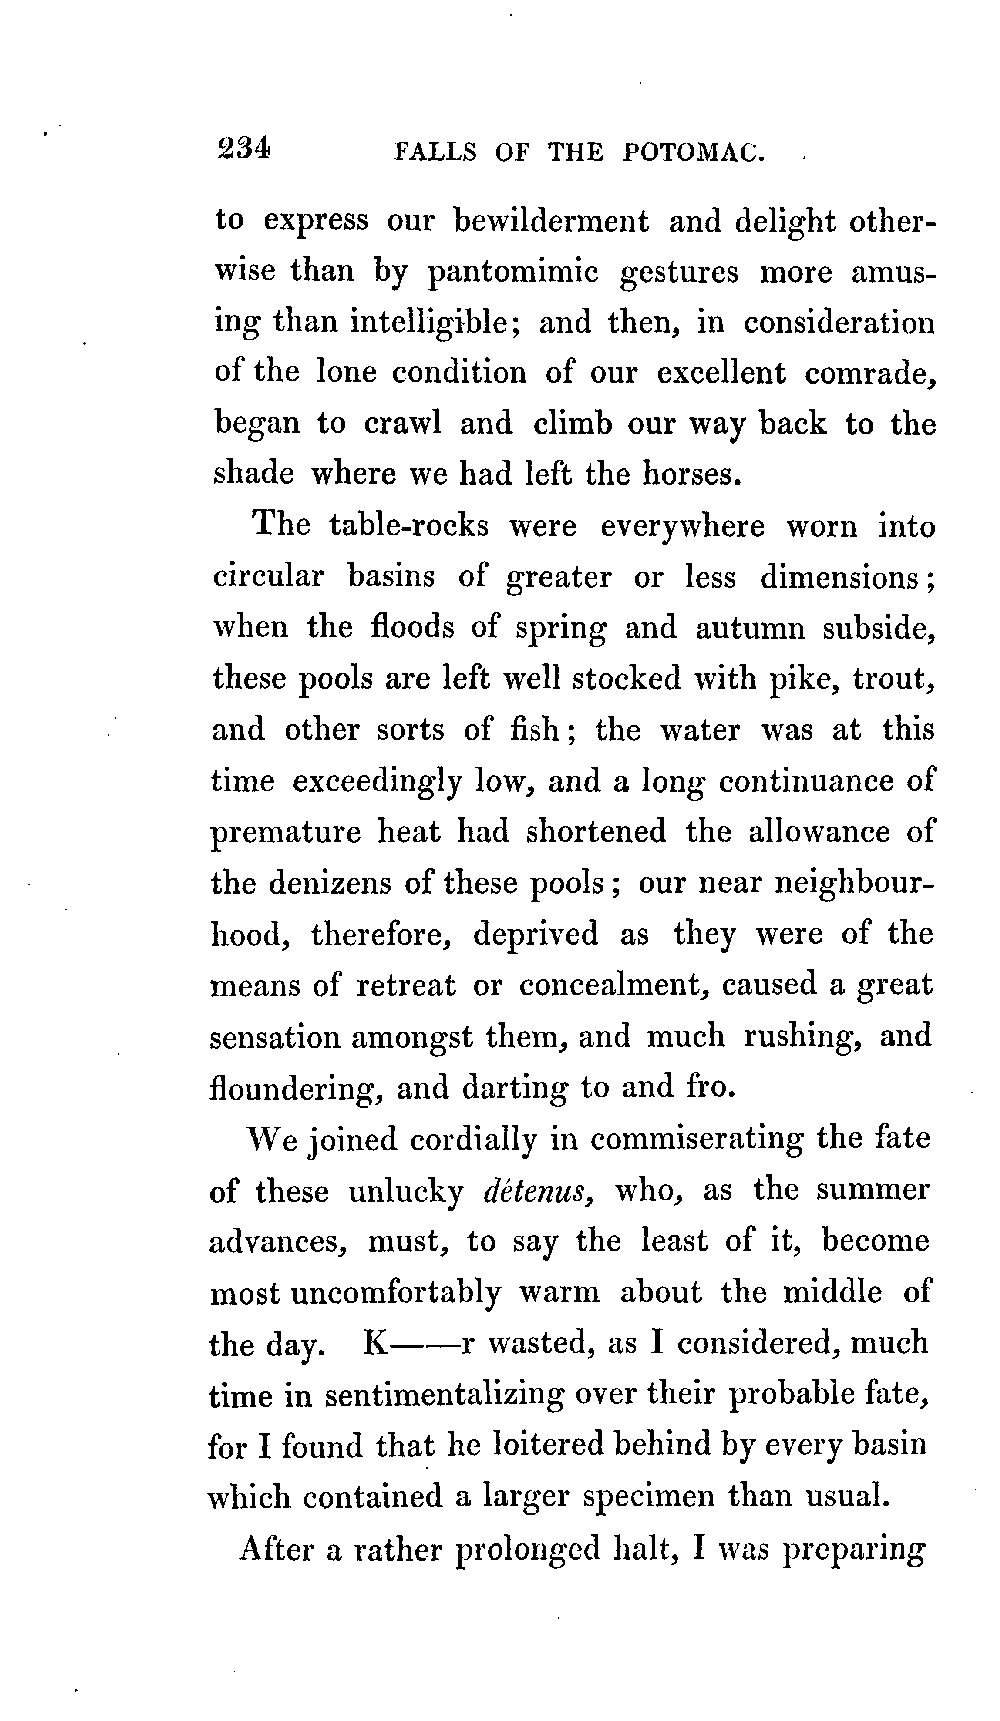 234 FALLS OF THE POTOMAC.
to express our bewilderment and delight other-
wise than by pantomimic gestures more amus-
ing than intelligible; and then, in consideration
of the lone condition of our excellent comrade,
began to crawl and climb our way back to the
shade where we had left the horses.
The table-rocks were everywhere worn into
circular basins of greater or less dimensions;
when the floods of spring and autumn subside,
these pools are left well stocked with pike, trout,
and other sorts of fish; the water was at this
time exceedingly low, and a long continuance of
premature heat had shortened the allowance of
the denizens of these pools; our near neighbour-
hood, therefore, deprived as they were of the
means of retreat or concealment, caused a great
sensation amongst them, and much rushing, and
floundering, and darting to and fro.
We joined cordially in commiserating the fate
of these unlucky détenus, who, as the summer
advances, must, to say the least of it, become
most uncomfortably warm about the middle of
the day. K——r wasted, as I considered, much
time in sentimentalizing over their probable fate,
for I found that he loitered behind by every basin
which contained a larger specimen than usual.
After a rather prolonged halt, I was preparing